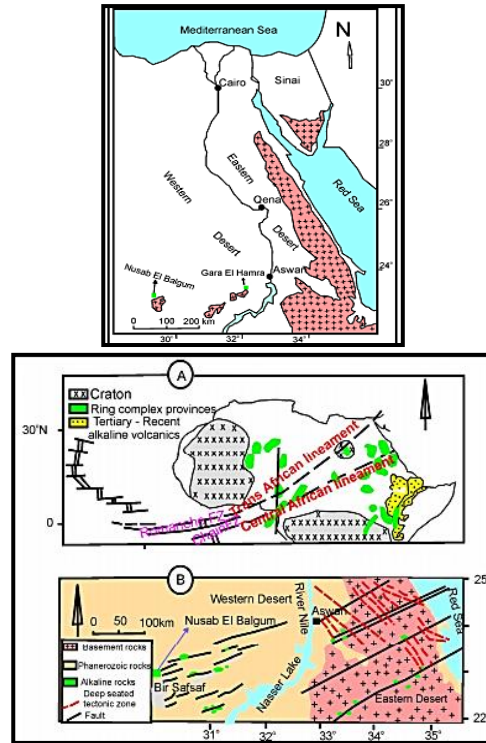 Mediterranean Sea
N
Cairo
Sinai
30°
28°
Eastern
Western
Desert
Qena
Desert
Red Sea
26°
Nusab El Balgum
Gara El Hamra
Aswan
24°
0 100 200 km
30°
32°
34°
A
Craton
Ring complex provinces
Tertiary - Recent alkaline volcanics
30°N
0
Trans African lineament
Central African lineament
Romanche FZ
B
0 50 100km
Western Desert
River Nile
Aswan
Red Sea
25
Nusab El Balgum
Basement rocks
Phanerozoic rocks
Alkaline rocks
Deep seated
tectonic zone
Fault
Bir Safsaf
Nasser Lake
Eastern Desert
22
31°
32°
33°
34°
35°